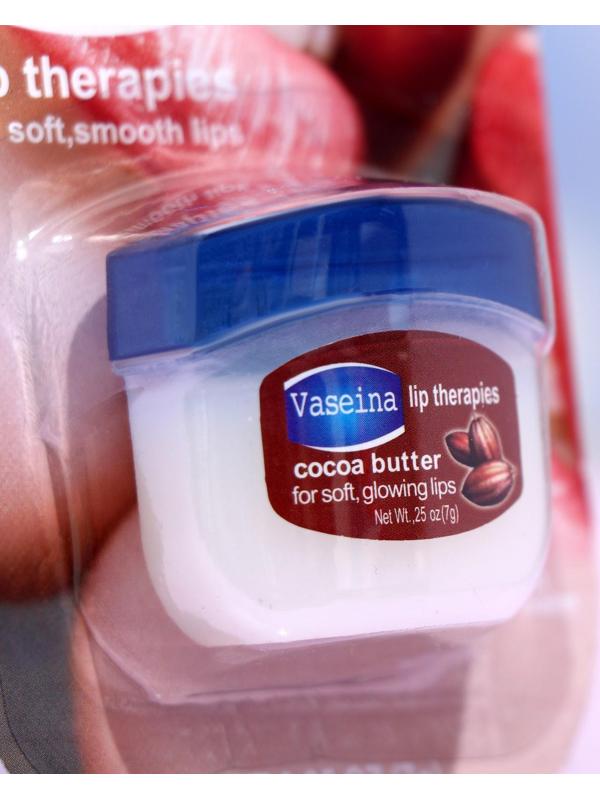 therapies
soft,smooth lips
Vaseina lip therapies
cocoa butter
for soft, glowing lips
Net Wt.,25 oz(7g)